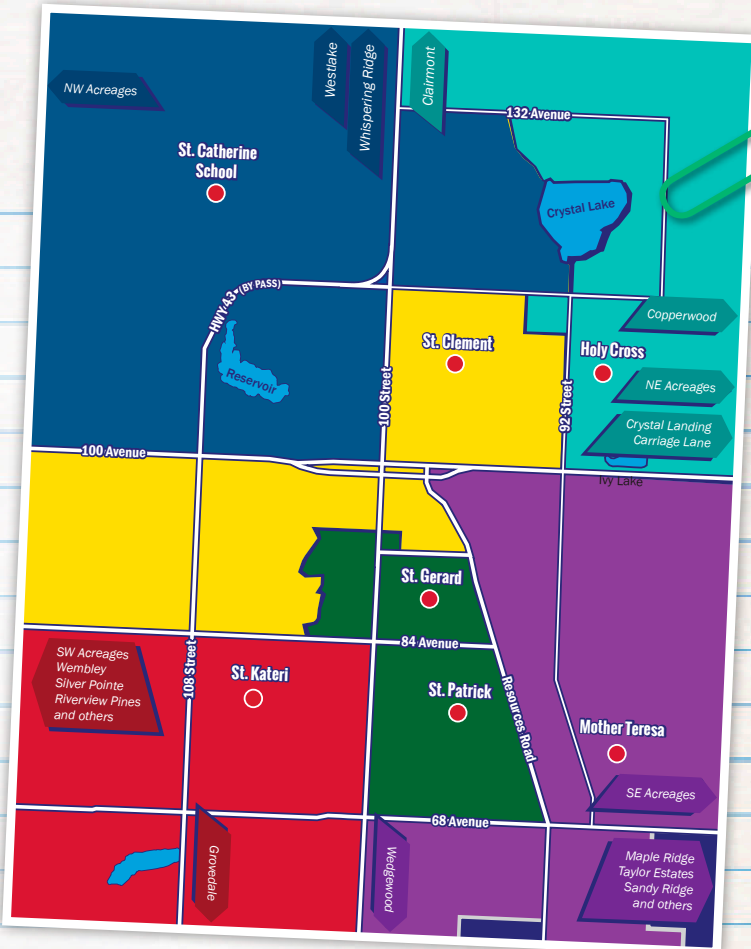 Westlake
Whispering Ridge
Clairmont
NW Acreages
132 Avenue
St. Catherine
School
Crystal Lake
HWY 43 (BY PASS)
Copperwood
St. Clement
Holy Cross
Reservoir
100 Street
92 Street
NE Acreages
Crystal Landing
Carriage Lane
100 Avenue
Ivy Lake
St. Gerard
84 Avenue
SW Acreages
Wembley
Silver Pointe
Riverview Pines
and others
108 Street
St. Kateri
St. Patrick
Resources Road
Mother Teresa
SE Acreages
68 Avenue
Grovedale
Wedgewood
Maple Ridge
Taylor Estates
Sandy Ridge
and others